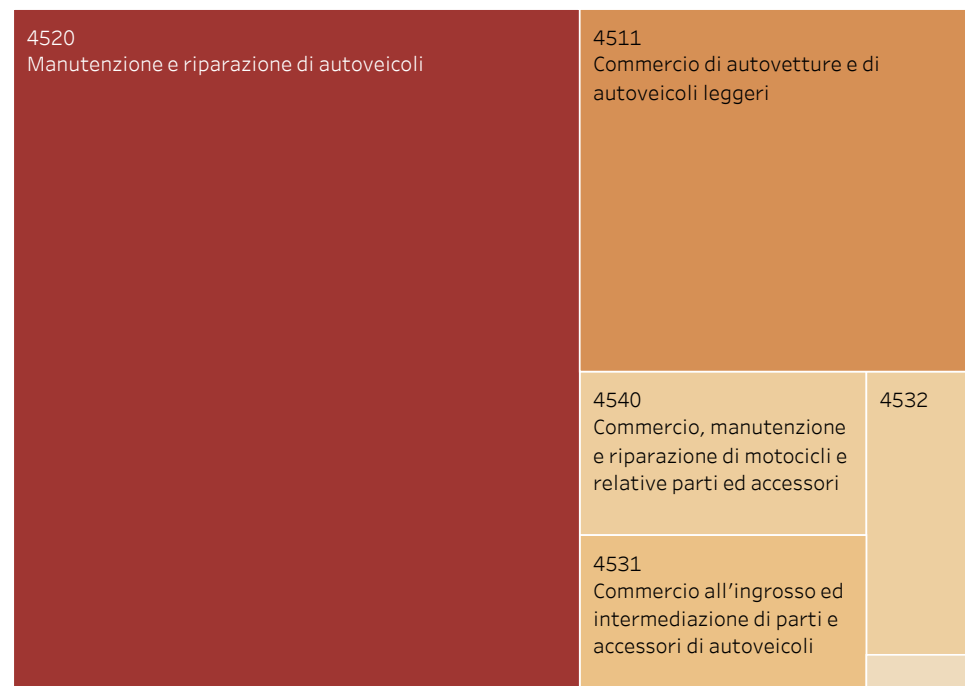 4520
Manutenzione e riparazione di autoveicoli
4511
Commercio di autovetture e di
autoveicoli leggeri
4540
Commercio, manutenzione
e riparazione di motocicli e
relative parti ed accessori
4532
4531
Commercio all'ingrosso ed
intermediazione di parti e
accessori di autoveicoli